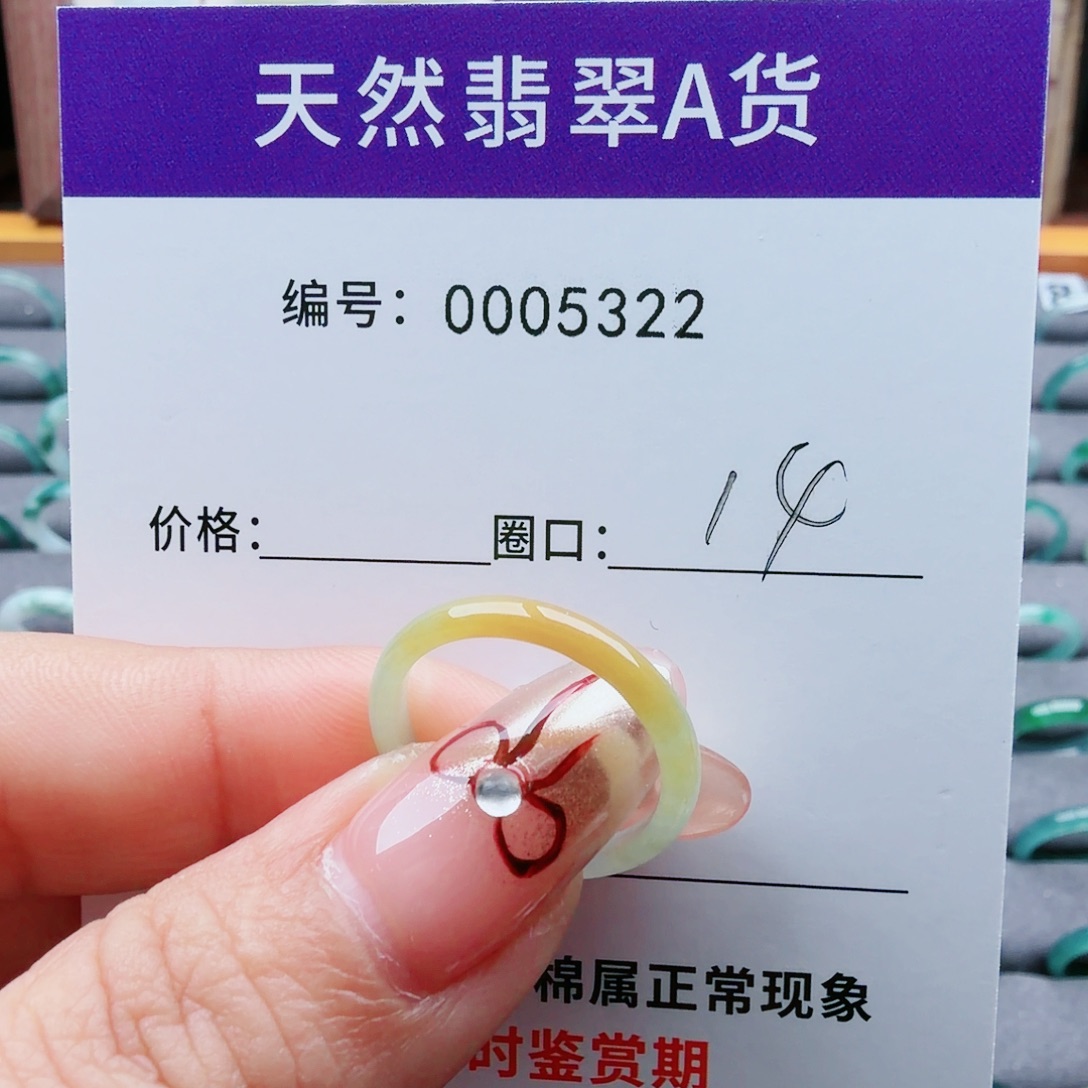 天然翡翠A货
编号：0005322
价格： 圈口：14
棉属正常现象
时鉴赏期